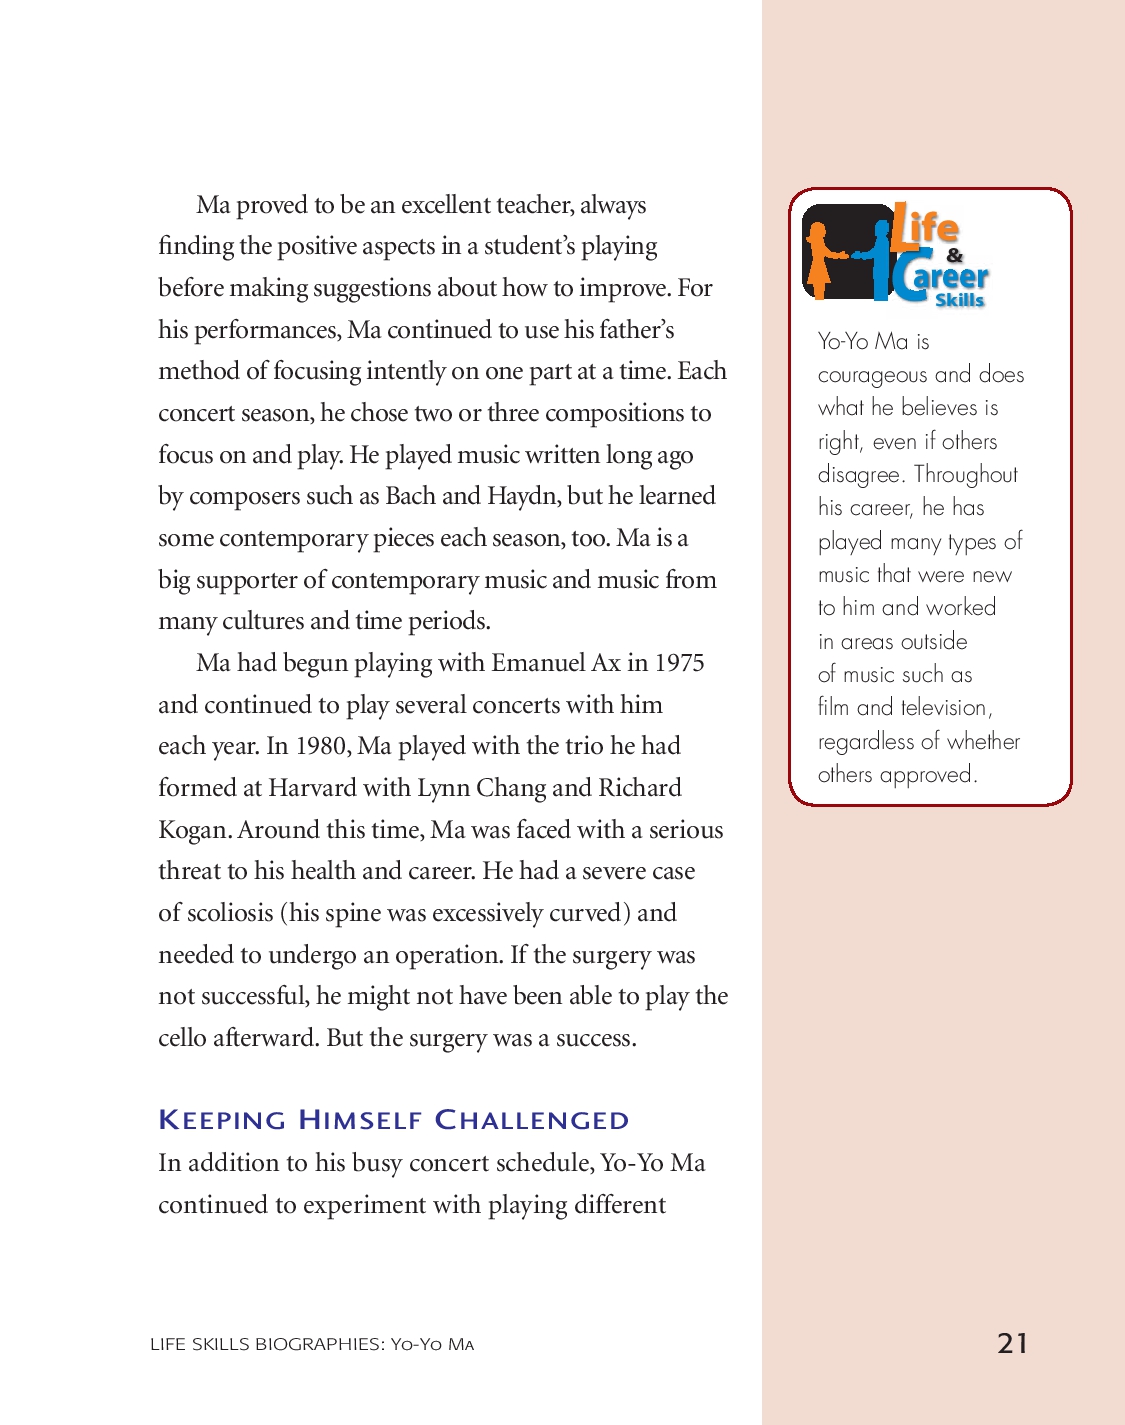 Ma proved to be an excellent teacher, always
finding the positive aspects in a student’s playing
before making suggestions about how to improve. For
his performances, Ma continued to use his father’s
method of focusing intently on one part at a time. Each
concert season, he chose two or three compositions to
focus on and play. He played music written long ago
by composers such as Bach and Haydn, but he learned
some contemporary pieces each season, too. Ma is a
big supporter of contemporary music and music from
many cultures and time periods.
Ma had begun playing with Emanuel Ax in 1975
and continued to play several concerts with him
each year. In 1980, Ma played with the trio he had
formed at Harvard with Lynn Chang and Richard
Kogan. Around this time, Ma was faced with a serious
threat to his health and career. He had a severe case
of scoliosis (his spine was excessively curved) and
needed to undergo an operation. If the surgery was
not successful, he might not have been able to play the
cello afterward. But the surgery was a success.
Keeping Himself Challenged
In addition to his busy concert schedule, Yo-Yo Ma
continued to experiment with playing different
Life
&
Career
Skills
Yo-Yo Ma is
courageous and does
what he believes is
right, even if others
disagree. Throughout
his career, he has
played many types of
music that were new
to him and worked
in areas outside
of music such as
film and television,
regardless of whether
others approved.
LIFE SKILLS BIOGRAPHIES: Yo-Yo Ma
21